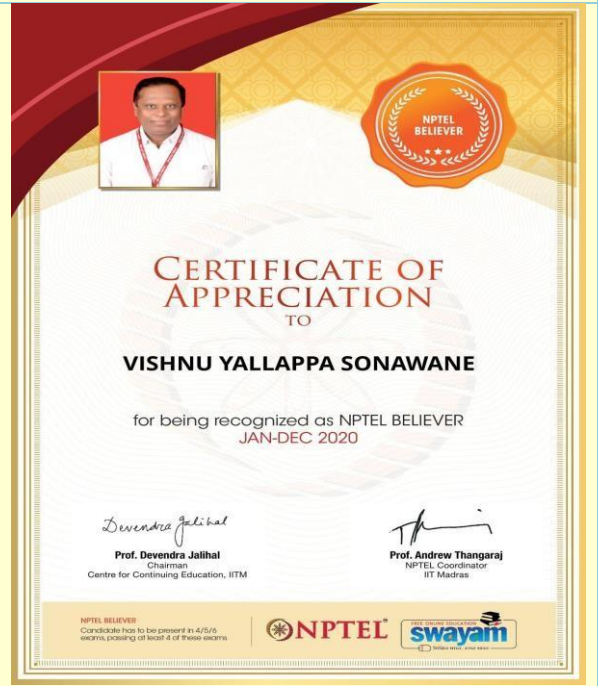 NPTEL
BELIEVER
CERTIFICATE OF
APPRECIATION
TO
VISHNU YALLAPPA SONAWANE
for being recognized as NPTEL BELIEVER
JAN-DEC 2020
Devendra Jalihal
Prof. Devendra Jalihal
Chairman
Centre for Continuing Education, IITM
Prof. Andrew Thangaraj
NPTEL Coordinator
IIT Madras
NPTEL BELIEVER
Candidate has to be present in 4/5/6
exams, passing at least 4 of these exams
NPTEL
FREE ONLINE EDUCATION
swayam